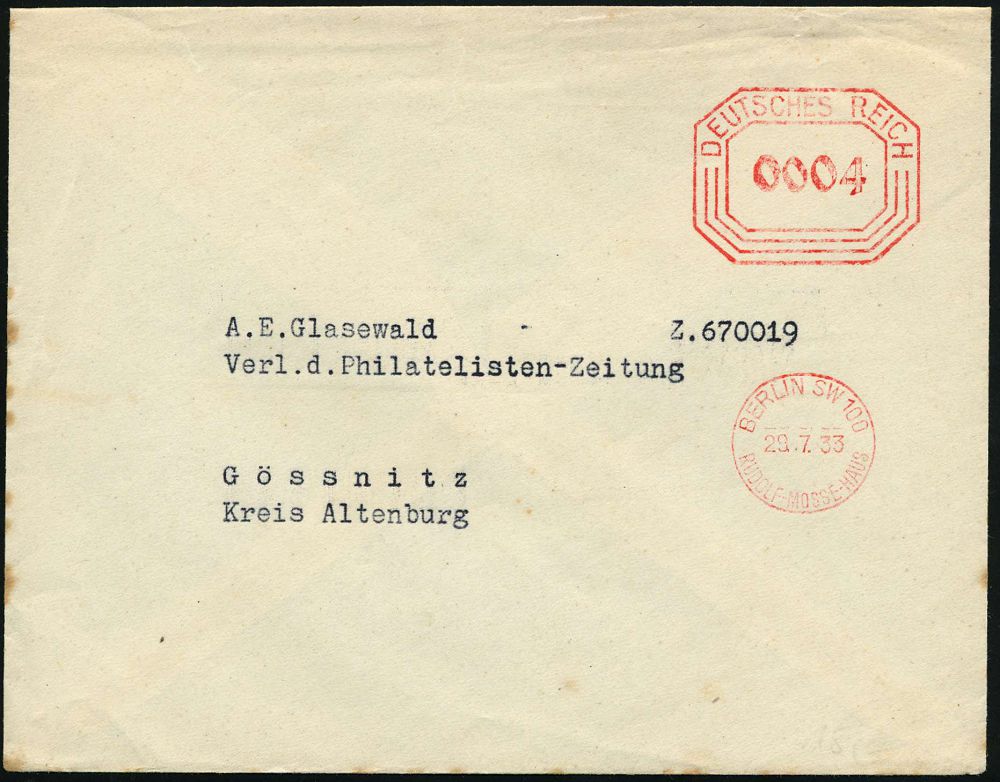 DEUTSCHES REICH
0004
A.E.Glasewald - Z.670019
Verl.d.Philatelisten-Zeitung
BERLIN SW 100
29.7.33
RUDOLF-MOSSE-HAUS
Gössnitz
Kreis Altenburg